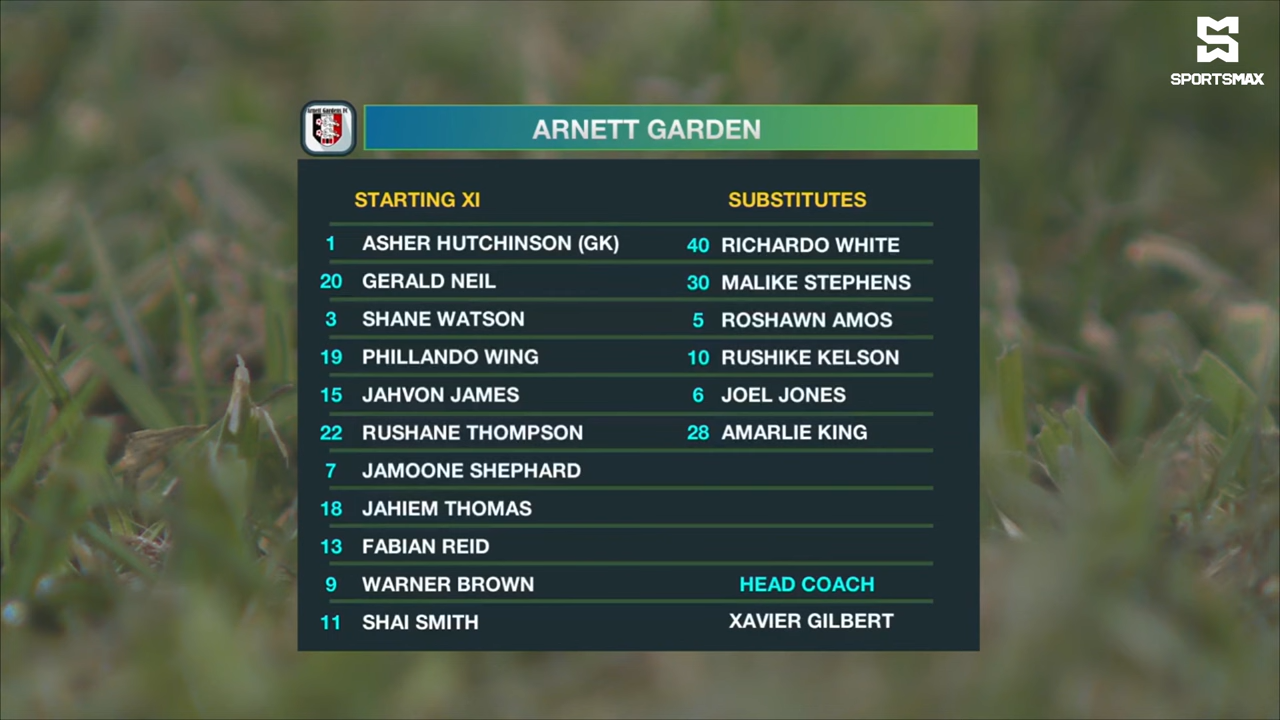 SPORTSMAX
Arnett Gardens FC
ARNETT GARDEN
STARTING XI
1 ASHER HUTCHINSON (GK)
20 GERALD NEIL
3 SHANE WATSON
19 PHILLANDO WING
15 JAHVON JAMES
22 RUSHANE THOMPSON
7 JAMOONE SHEPHARD
18 JAHIEM THOMAS
13 FABIAN REID
9 WARNER BROWN
11 SHAI SMITH
SUBSTITUTES
40 RICHARDO WHITE
30 MALIKE STEPHENS
5 ROSHAWN AMOS
10 RUSHIKE KELSON
6 JOEL JONES
28 AMARLIE KING
HEAD COACH
XAVIER GILBERT